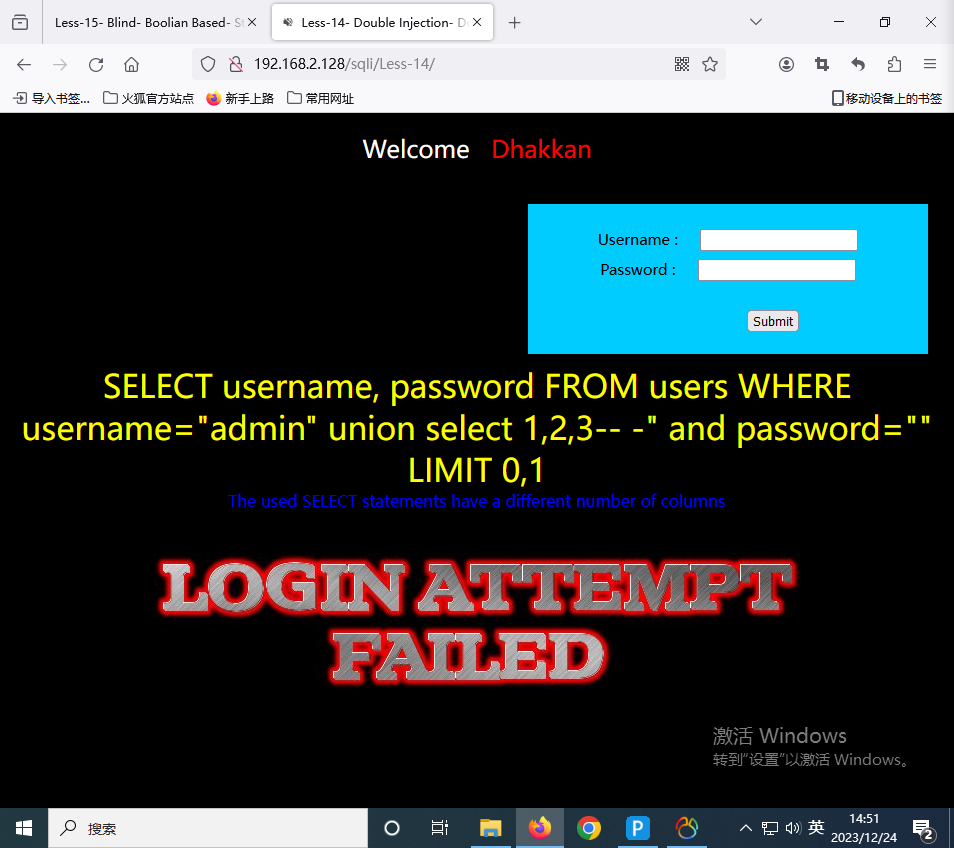 Less-15- Blind- Boolian Based- St
Less-14- Double Injection- Do
192.168.2.128/sqli/Less-14/
导入书签...
火狐官方站点
新手上路
常用网址
移动设备上的书签
Welcome Dhakkan
Username :
Password :
Submit
SELECT username, password FROM users WHERE
username="admin" union select 1,2,3-- -" and password=""
LIMIT 0,1
The used SELECT statements have a different number of columns
LOGIN ATTEMPT
FAILED
激活 Windows
转到"设置"以激活 Windows。
搜索
P
英
14:51
2023/12/24
2